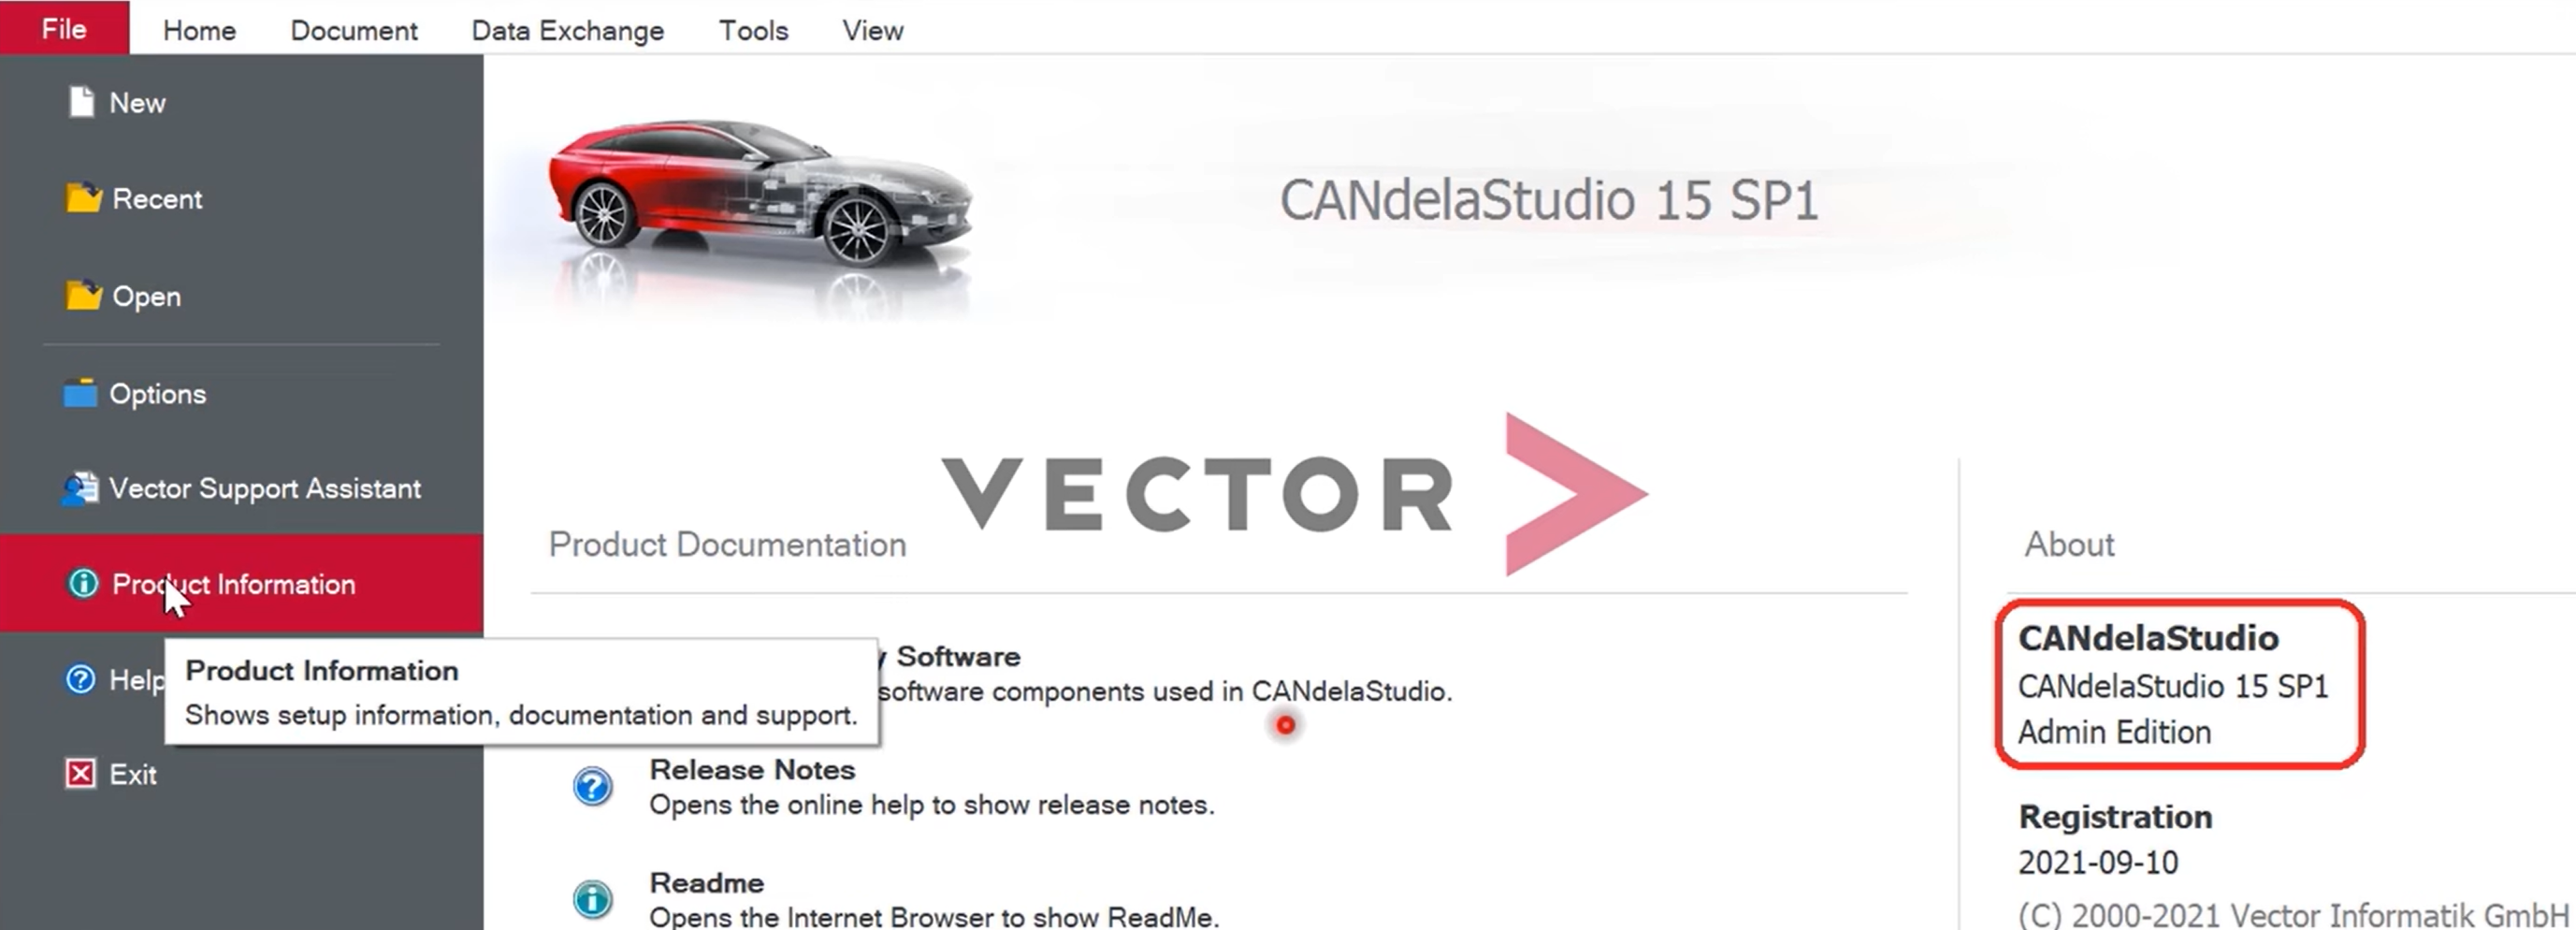 File Home Document Data Exchange Tools View
New
Recent
Open
Options
Vector Support Assistant
Product Information
Help
Exit
Product Information
Shows setup information, documentation and support.
CANdelaStudio 15 SP1
VECTOR
Product Documentation
Software
software components used in CANdelaStudio.
Release Notes
Opens the online help to show release notes.
Readme
Opens the Internet Browser to show ReadMe.
About
CANdelaStudio
CANdelaStudio 15 SP1
Admin Edition
Registration
2021-09-10
(C) 2000-2021 Vector Informatik GmbH